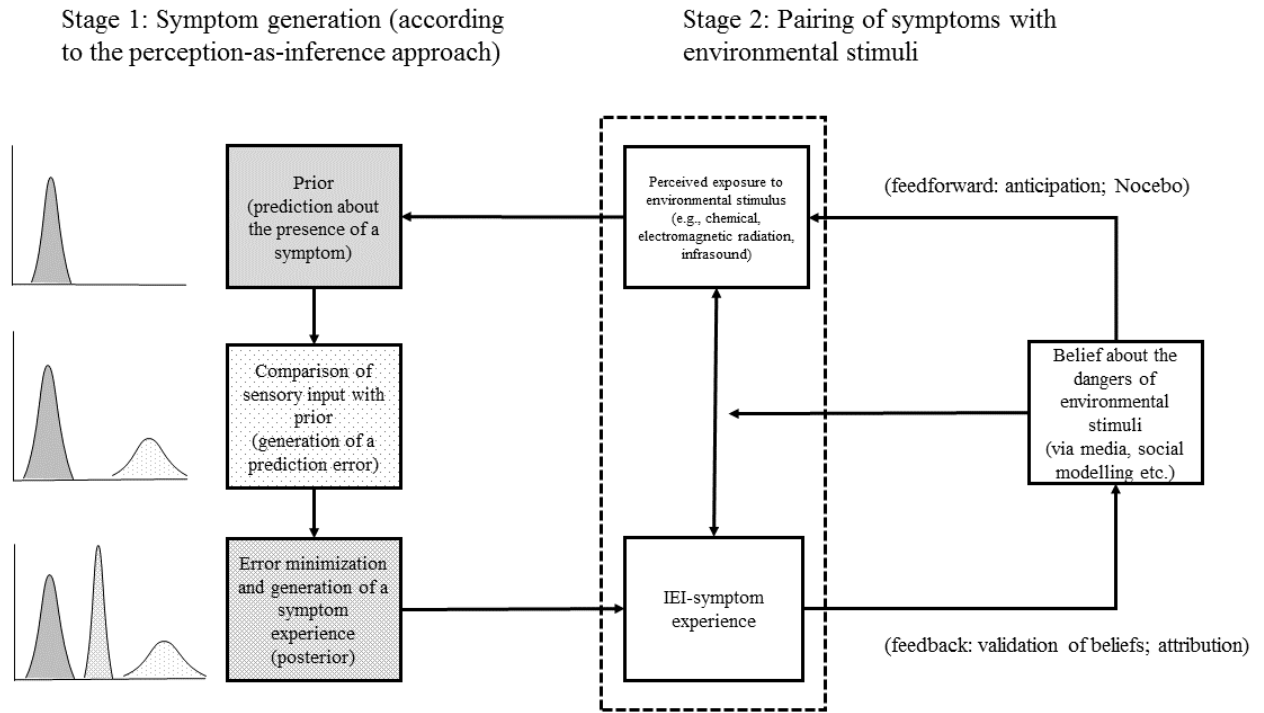 Stage 1: Symptom generation (according
to the perception-as-inference approach)
Stage 2: Pairing of symptoms with
environmental stimuli
Prior
(prediction about
the presence of a
symptom)
Perceived exposure to
environmental stimulus
(e.g., chemical,
electromagnetic radiation,
infrasound)
(feedforward: anticipation; Nocebo)
Comparison of
sensory input with
prior
(generation of a
prediction error)
Belief about the
dangers of
environmental
stimuli
(via media, social
modelling etc.)
Error minimization
and generation of a
symptom
experience
(posterior)
IEI-symptom
experience
(feedback: validation of beliefs; attribution)